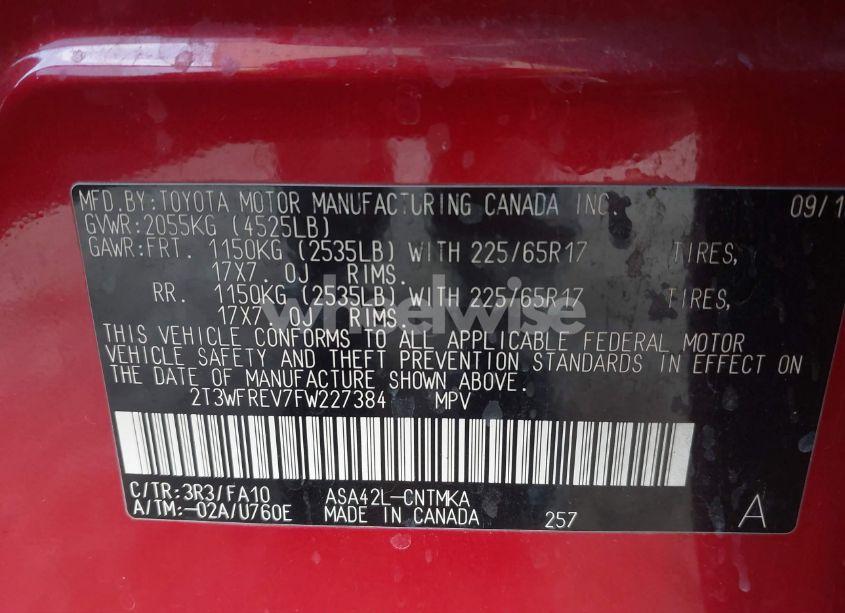 MFD.BY:TOYOTA MOTOR MANUFACTURING CANADA INC. 09/1
GVWR:2055KG (4525LB)
GAWR:FRT. 1150KG (2535LB) WITH 225/65R17 TIRES,
17X7.0J RIMS.
RR. 1150KG (2535LB) WITH 225/65R17 TIRES,
17X7.0J RIMS.
wheelwise
THIS VEHICLE CONFORMS TO ALL APPLICABLE FEDERAL MOTOR
VEHICLE SAFETY AND THEFT PREVENTION STANDARDS IN EFFECT ON
THE DATE OF MANUFACTURE SHOWN ABOVE.
2T3WFREV7FW227384 MPV
C/TR:3R3/FA10 ASA42L-CNTMKA
A/TM:-02A/U760E MADE IN CANADA 257 A